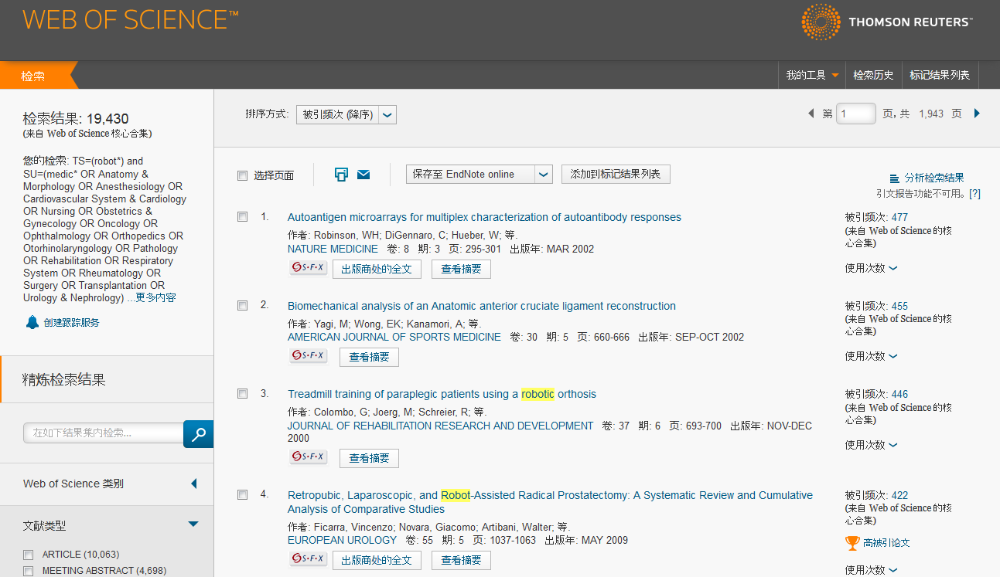 WEB OF SCIENCE™
THOMSON REUTERS™
检索
我的工具
检索历史
标记结果列表
检索结果: 19,430
(来自 Web of Science 核心合集)
您的检索: TS=(robot*) and
SU=(medic* OR Anatomy &
Morphology OR Anesthesiology OR
Cardiovascular System & Cardiology
OR Nursing OR Obstetrics &
Gynecology OR Oncology OR
Ophthalmology OR Orthopedics OR
Otorhinolaryngology OR Pathology
OR Rehabilitation OR Respiratory
System OR Rheumatology OR
Surgery OR Transplantation OR
Urology & Nephrology) ...更多内容
创建跟踪服务
精炼检索结果
在如下结果集内检索...
Web of Science 类别
文献类型
ARTICLE (10,063)
MEETING ABSTRACT (4,698)
排序方式: 被引频次 (降序)
第 1 页, 共 1,943 页
选择页面
保存至 EndNote online
添加到标记结果列表
分析检索结果
引文报告功能不可用。[?]
1. Autoantigen microarrays for multiplex characterization of autoantibody responses
作者: Robinson, WH; DiGennaro, C; Hueber, W; 等.
NATURE MEDICINE 卷: 8 期: 3 页: 295-301 出版年: MAR 2002
S·F·X 出版商处的全文 查看摘要
被引频次: 477
(来自 Web of Science 的核
心合集)
使用次数
2. Biomechanical analysis of an Anatomic anterior cruciate ligament reconstruction
作者: Yagi, M; Wong, EK; Kanamori, A; 等.
AMERICAN JOURNAL OF SPORTS MEDICINE 卷: 30 期: 5 页: 660-666 出版年: SEP-OCT 2002
S·F·X 查看摘要
被引频次: 455
(来自 Web of Science 的核
心合集)
使用次数
3. Treadmill training of paraplegic patients using a robotic orthosis
作者: Colombo, G; Joerg, M; Schreier, R; 等.
JOURNAL OF REHABILITATION RESEARCH AND DEVELOPMENT 卷: 37 期: 6 页: 693-700 出版年: NOV-DEC
2000
S·F·X 查看摘要
被引频次: 446
(来自 Web of Science 的核
心合集)
使用次数
4. Retropubic, Laparoscopic, and Robot-Assisted Radical Prostatectomy: A Systematic Review and Cumulative
Analysis of Comparative Studies
作者: Ficarra, Vincenzo; Novara, Giacomo; Artibani, Walter; 等.
EUROPEAN UROLOGY 卷: 55 期: 5 页: 1037-1063 出版年: MAY 2009
S·F·X 出版商处的全文 查看摘要
被引频次: 422
(来自 Web of Science 的核
心合集)
高被引论文
使用次数